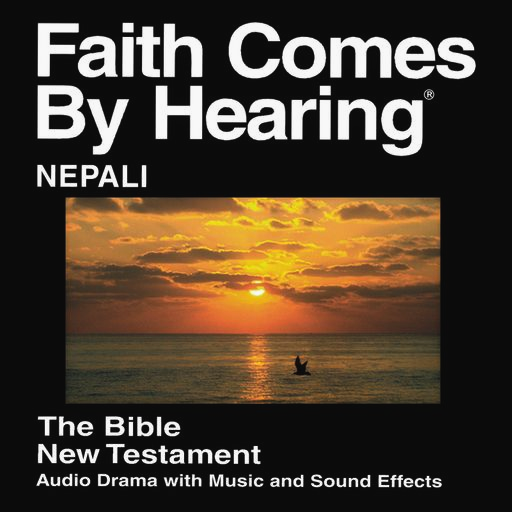 Faith Comes
By Hearing®
NEPALI
The Bible
New Testament
Audio Drama with Music and Sound Effects